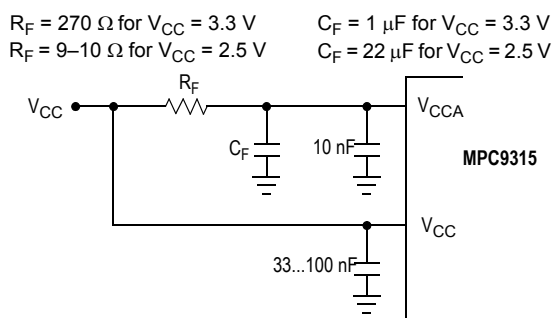 R_F = 270 Ω for V_CC = 3.3 V
C_F = 1 μF for V_CC = 3.3 V
R_F = 9–10 Ω for V_CC = 2.5 V
C_F = 22 μF for V_CC = 2.5 V
R_F
V_CC
V_CCA
C_F
10 nF
MPC9315
V_CC
33...100 nF